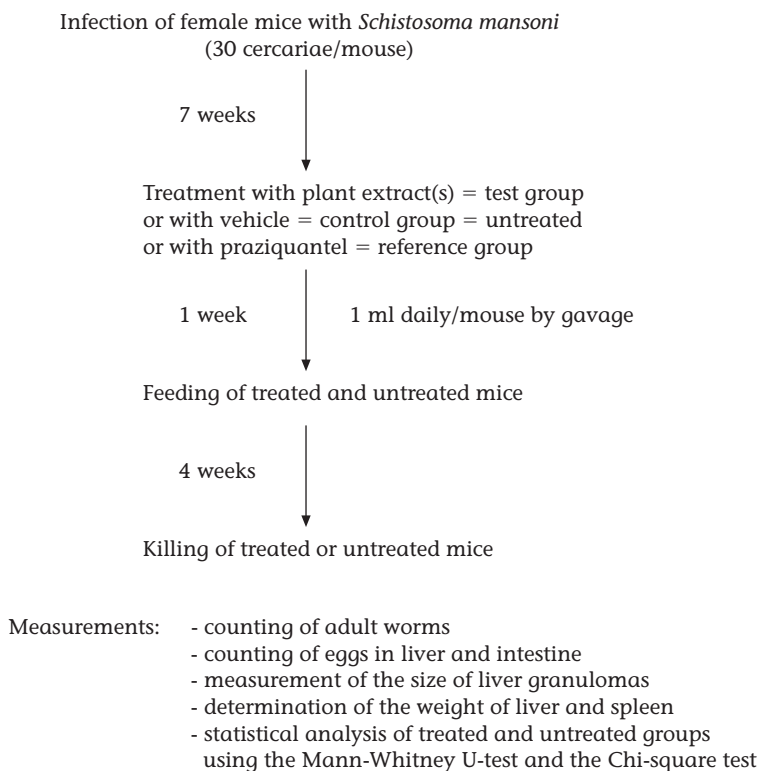 Infection of female mice with Schistosoma mansoni
(30 cercariae/mouse)
7 weeks
Treatment with plant extract(s) = test group
or with vehicle = control group = untreated
or with praziquantel = reference group
1 week 1 ml daily/mouse by gavage
Feeding of treated and untreated mice
4 weeks
Killing of treated or untreated mice
Measurements: - counting of adult worms
- counting of eggs in liver and intestine
- measurement of the size of liver granulomas
- determination of the weight of liver and spleen
- statistical analysis of treated and untreated groups
using the Mann-Whitney U-test and the Chi-square test